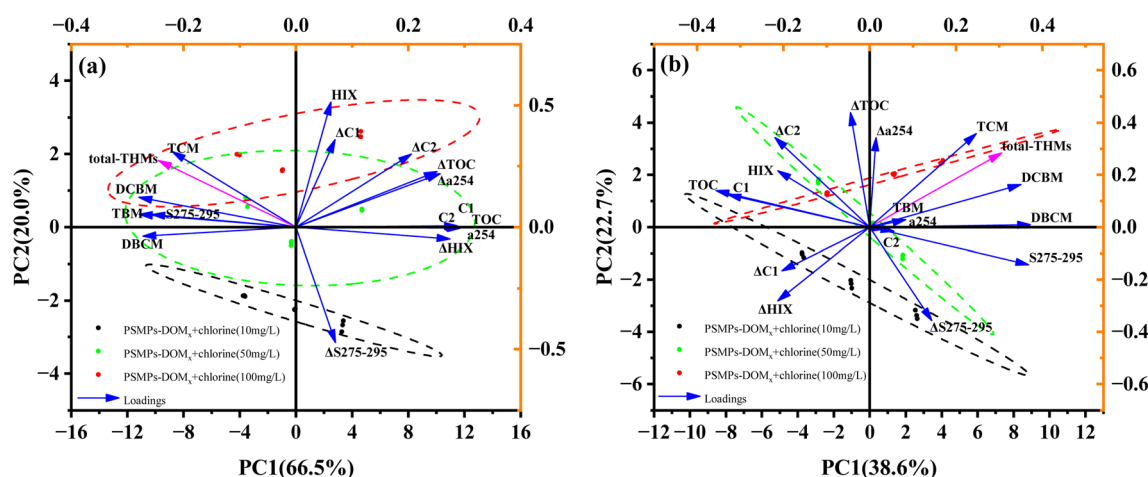 -0.4 -0.2 0.0 0.2 0.4
(a)
PC2(20.0%)
4
2
0
-2
-4
0.5
0.0
-0.5
HIX
ΔC1
TCM
ΔC2
total-THMs
ΔTOC
Δa254
DCBM
TBM S275-295
C2 C1 TOC
DBCM
a254
ΔHIX
ΔS275-295
PSMPs-DOMx+chlorine(10mg/L)
PSMPs-DOMx+chlorine(50mg/L)
PSMPs-DOMx+chlorine(100mg/L)
Loadings
-16 -12 -8 -4 0 4 8 12 16
PC1(66.5%)
-0.4 -0.2 0.0 0.2 0.4
(b)
PC2(22.7%)
6
4
2
0
-2
-4
-6
0.6
0.4
0.2
0.0
-0.2
-0.4
-0.6
ΔTOC
ΔC2
Δa254
TCM
total-THMs
HIX
TOC C1
DCBM
TBM
a254
DBCM
C2
S275-295
ΔC1
ΔHIX
ΔS275-295
PSMPs-DOMx+chlorine(10mg/L)
PSMPs-DOMx+chlorine(50mg/L)
PSMPs-DOMx+chlorine(100mg/L)
Loadings
-12 -10 -8 -6 -4 -2 0 2 4 6 8 10 12
PC1(38.6%)